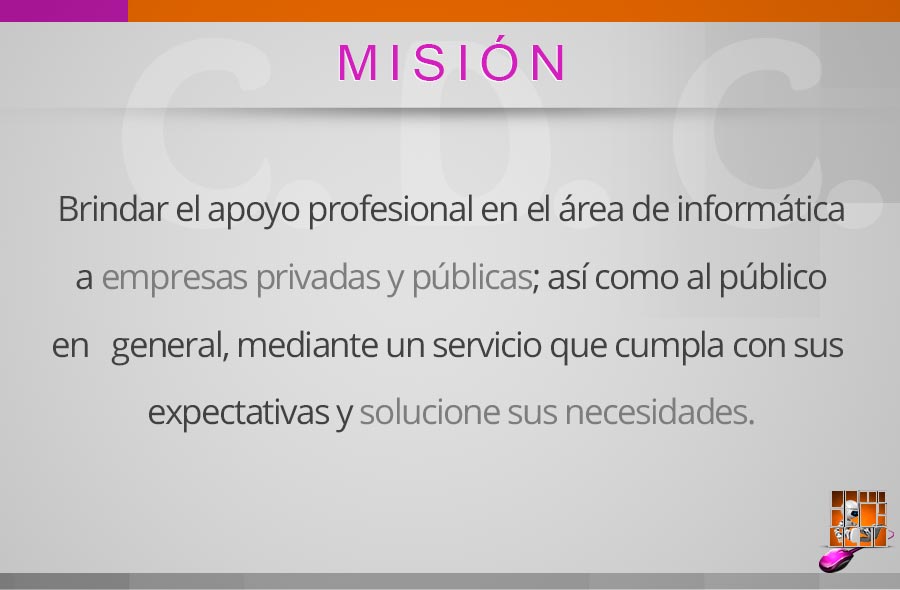 C.D.C.
MISIÓN
Brindar el apoyo profesional en el área de informática
a empresas privadas y públicas; así como al público
en general, mediante un servicio que cumpla con sus
expectativas y solucione sus necesidades.